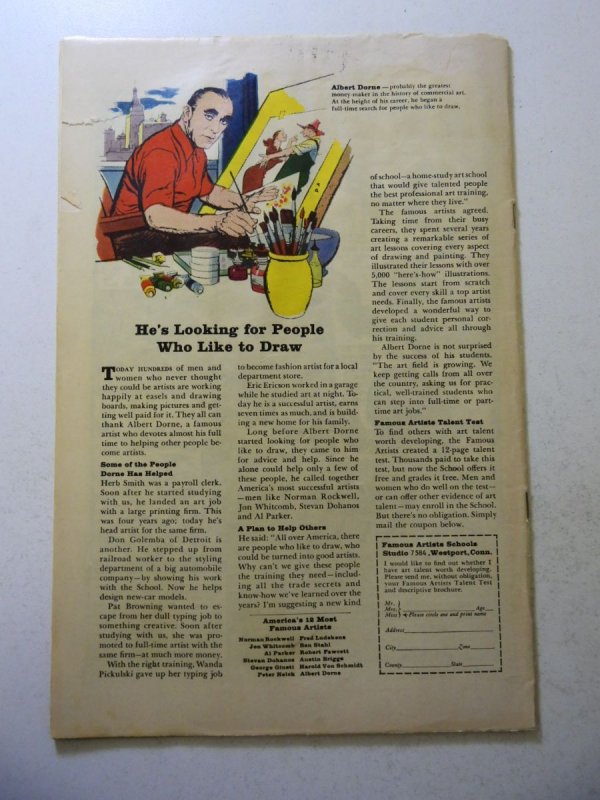 Albert Dorne — probably the greatest
money-maker in the history of commercial art.
At the height of his career, he began a
full-time search for people who like to draw.
He's Looking for People
Who Like to Draw
TODAY HUNDREDS of men and
women who never thought
they could be artists are working
happily at easels and drawing
boards, making pictures and get-
ting well paid for it. They all can
thank Albert Dorne, a famous
artist who devotes almost his full
time to helping other people be-
come artists.
Some of the People
Dorne Has Helped
Herb Smith was a payroll clerk.
Soon after he started studying
with us, he landed an art job
with a large printing firm. This
was four years ago; today he's
head artist for the same firm.
Don Golemba of Detroit is
another. He stepped up from
railroad worker to the styling
department of a big automobile
company—by showing his work
with the School. Now he helps
design new-car models.
Pat Browning wanted to es-
cape from her dull typing job to
something creative. Soon after
studying with us, she was pro-
moted to full-time artist with the
same firm—at much more money.
With the right training, Wanda
Pickulski gave up her typing job
to become fashion artist for a local
department store.
Eric Ericson worked in a garage
while he studied art at night. To-
day he is a successful artist, earns
seven times as much, and is build-
ing a new home for his family.
Long before Albert Dorne
started looking for people who
like to draw, they came to him
for advice and help. Since he
alone could help only a few of
these people, he called together
America's most successful artists
—men like Norman Rockwell,
Jon Whitcomb, Stevan Dohanos
and Al Parker.
A Plan to Help Others
He said: "All over America, there
are people who like to draw, who
could be turned into good artists.
Why can't we give these people
the training they need—includ-
ing all the trade secrets and
know-how we've learned over the
years? I'm suggesting a new kind
America's 12 Most
Famous Artists
Norman Rockwell Fred Ludekens
Jon Whitcomb Ben Stahl
Al Parker Robert Fawcett
Stevan Dohanos Austin Briggs
George Giusti Harold Von Schmidt
Peter Helck Albert Dorne
of school—a home-study art school
that would give talented people
the best professional art training,
no matter where they live."
The famous artists agreed.
Taking time from their busy
careers, they spent several years
creating a remarkable series of
art lessons covering every aspect
of drawing and painting. They
illustrated their lessons with over
5,000 "here's-how" illustrations.
The lessons start from scratch
and cover every skill a top artist
needs. Finally, the famous artists
developed a wonderful way to
give each student personal cor-
rection and advice all through
his training.
Albert Dorne is not surprised
by the success of his students.
"The art field is growing. We
keep getting calls from all over
the country, asking us for prac-
tical, well-trained students who
can step into full-time or part-
time art jobs."
Famous Artists Talent Test
To find others with art talent
worth developing, the Famous
Artists created a 12-page talent
test. Thousands paid to take this
test, but now the School offers it
free and grades it free. Men and
women who do well on the test—
or can offer other evidence of art
talent—may enroll in the School.
But there's no obligation. Simply
mail the coupon below.
Famous Artists Schools
Studio 7584, Westport, Conn.
I would like to find out whether I
have art talent worth developing.
Please send me, without obligation,
your Famous Artists Talent Test
and descriptive brochure.
Mr.
Mrs. Age
Miss Please circle one and print name
Address
City Zone
County State